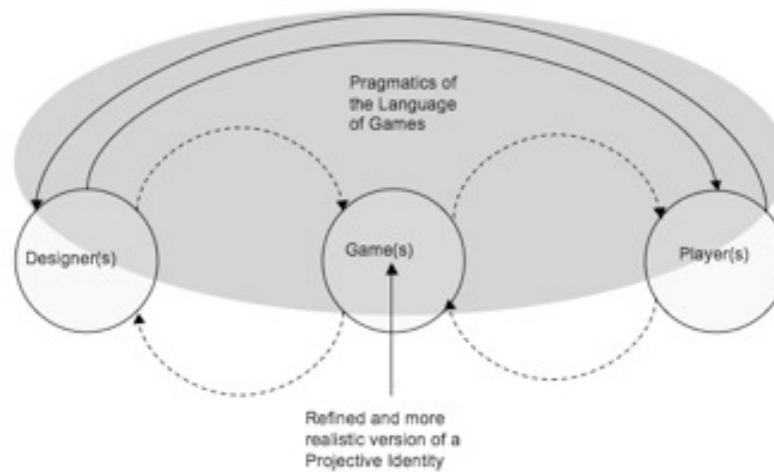 Pragmatics of
the Language
of Games
Designer(s)
Game(s)
Player(s)
Refined and more
realistic version of a
Projective Identity